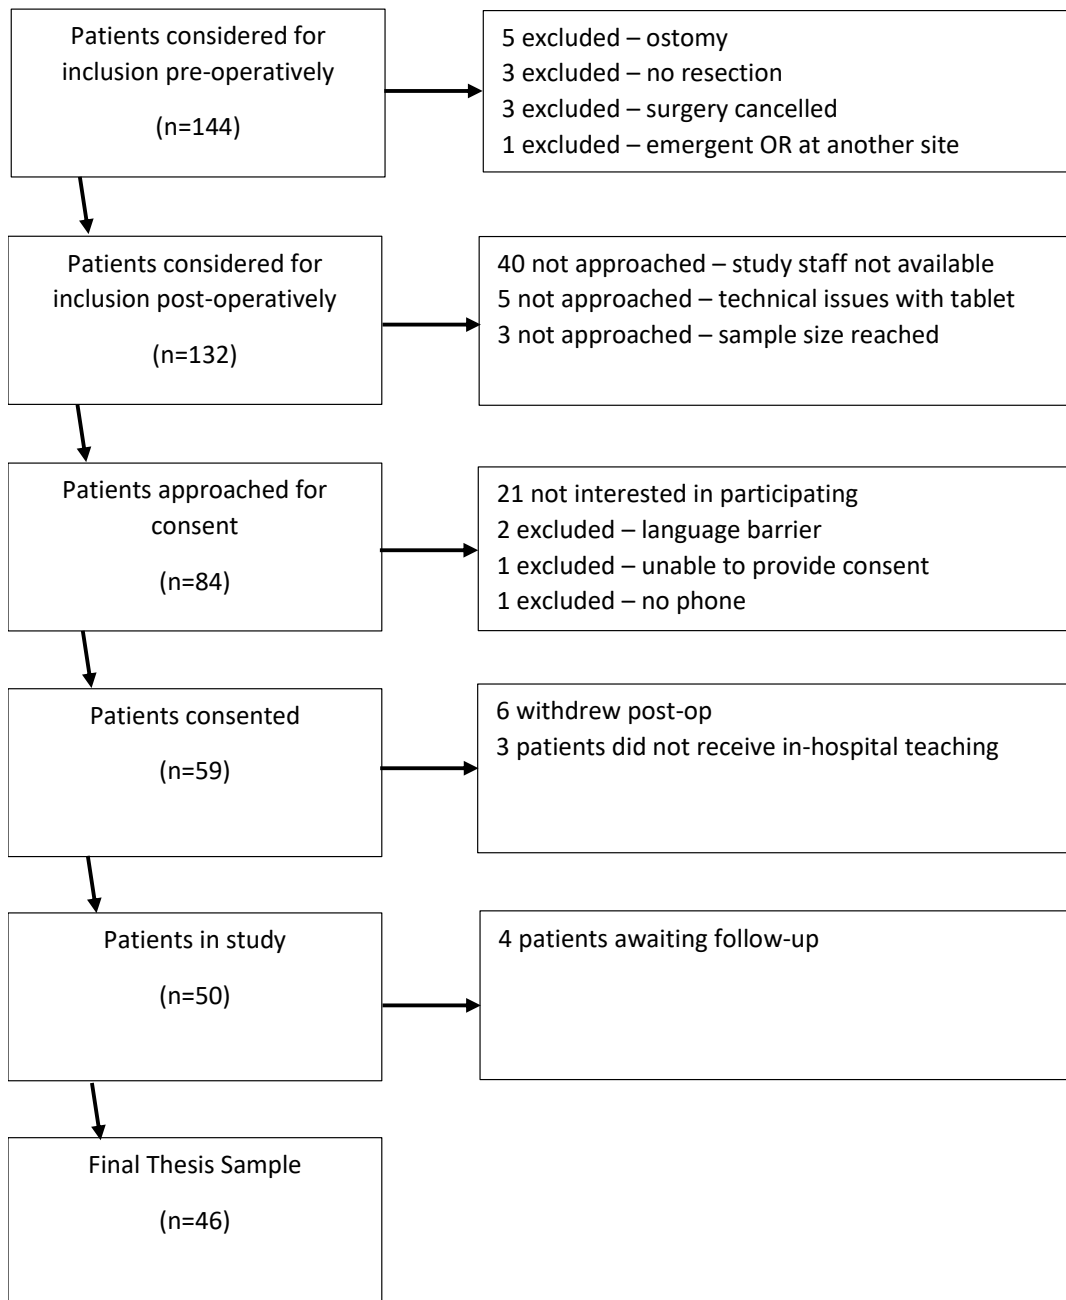 Patients considered for
inclusion pre-operatively
(n=144)
5 excluded – ostomy
3 excluded – no resection
3 excluded – surgery cancelled
1 excluded – emergent OR at another site
Patients considered for
inclusion post-operatively
(n=132)
40 not approached – study staff not available
5 not approached – technical issues with tablet
3 not approached – sample size reached
Patients approached for
consent
(n=84)
21 not interested in participating
2 excluded – language barrier
1 excluded – unable to provide consent
1 excluded – no phone
Patients consented
(n=59)
6 withdrew post-op
3 patients did not receive in-hospital teaching
Patients in study
(n=50)
4 patients awaiting follow-up
Final Thesis Sample
(n=46)